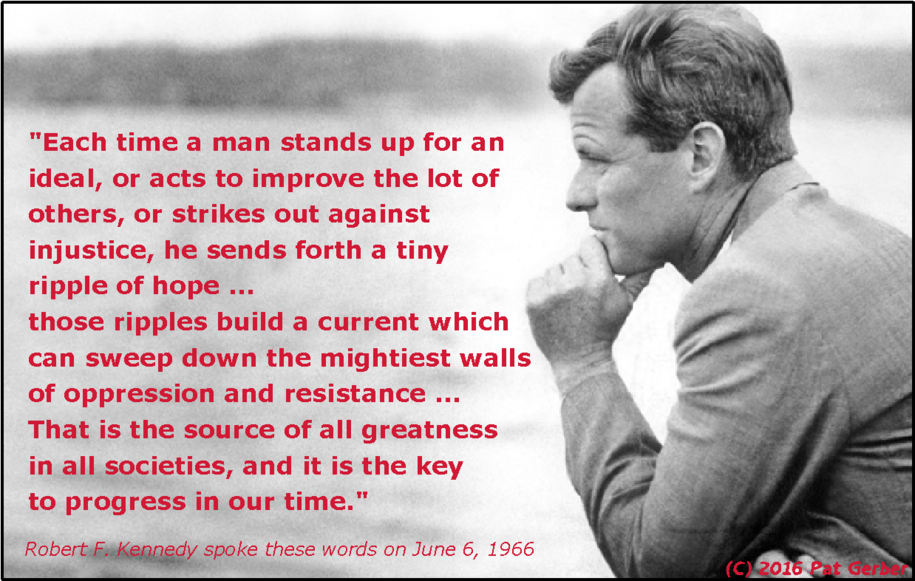 "Each time a man stands up for an
ideal, or acts to improve the lot of
others, or strikes out against
injustice, he sends forth a tiny
ripple of hope ...
those ripples build a current which
can sweep down the mightiest walls
of oppression and resistance ...
That is the source of all greatness
in all societies, and it is the key
to progress in our time."
Robert F. Kennedy spoke these words on June 6, 1966
(C) 2016 Pat Gerber